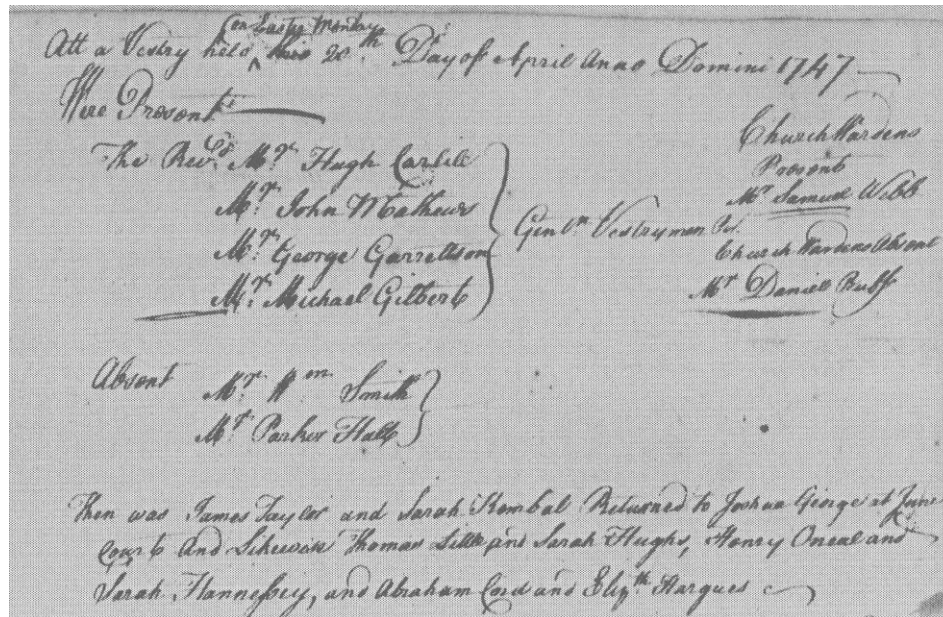 on Easter Monday
Att a Vestry held this 20th Day of April Anno Domini 1747
Were Present
The Revd. Mr. Hugh Carlile
Mr. John Mathews
Mr. George Garrettson
Mr. Michael Gilbert
Gentn. Vestrymen
Church Wardens
Present
Mr Samuel Webb
Church Wardens Absent
Mr Daniel Ruff
Absent
Mr. Wm. Smith
Mr. Parker Hall
Then was James Taylor and Sarah Kembal Returned to Joshua George at June
Court And Likewise Thomas Little and Sarah Hughs, Henry Oneal and
Sarah Hannessey, and Abraham Cord and Elizth. Hargues